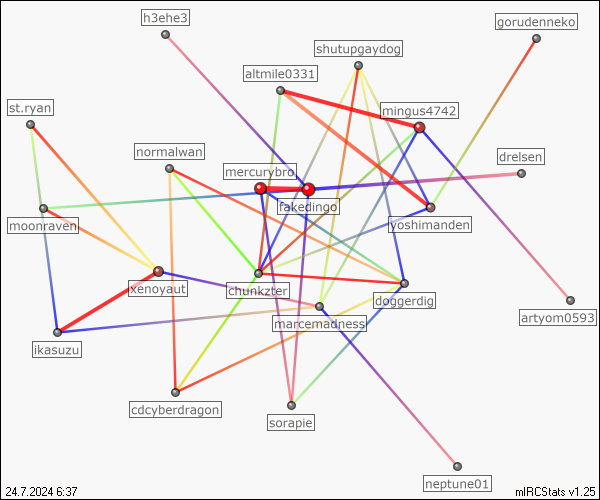 h3ehe3
gorudenneko
shutupgaydog
altmile0331
st.ryan
mingus4742
normalwan
drelsen
mercurybro
fakedingo
moonraven
yoshimanden
xenoyaut
chunkzter
doggerdig
artyom0593
marcemadness
ikasuzu
cdcyberdragon
sorapie
neptune01
24.7.2024 6:37
mIRCStats v1.25